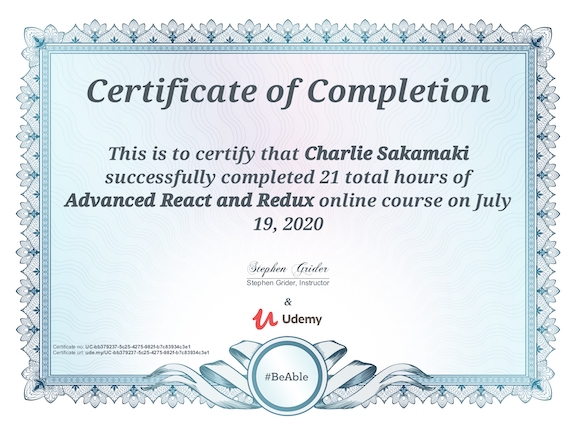 Certificate of Completion
This is to certify that Charlie Sakamaki
successfully completed 21 total hours of
Advanced React and Redux online course on July
19, 2020
Stephen Grider
Stephen Grider, Instructor
&
Udemy
Certificate no: UC-bb379237-5c25-4275-882f-b7c83934c3e1
Certificate url: ude.my/UC-bb379237-5c25-4275-882f-b7c83934c3e1
#BeAble